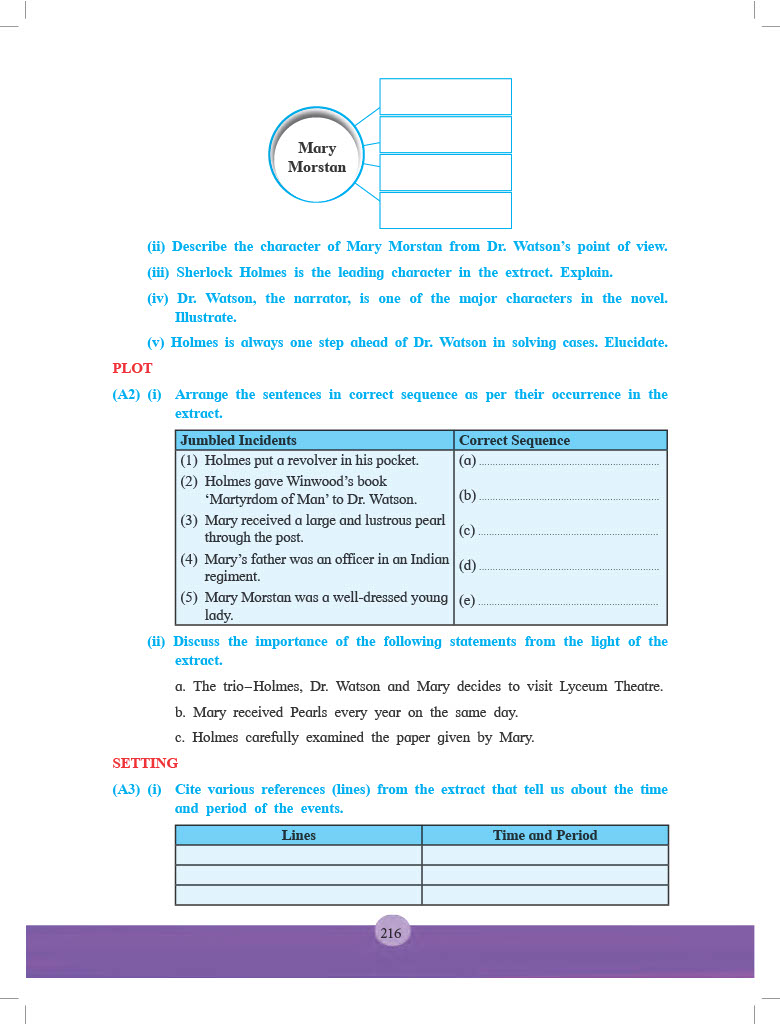 Mary
Morstan
(ii) Describe the character of Mary Morstan from Dr. Watson's point of view.
(iii) Sherlock Holmes is the leading character in the extract. Explain.
(iv) Dr. Watson, the narrator, is one of the major characters in the novel.
Illustrate.
(v) Holmes is always one step ahead of Dr. Watson in solving cases. Elucidate.
PLOT
(A2) (i) Arrange the sentences in correct sequence as per their occurrence in the
extract.
Jumbled Incidents
(1) Holmes put a revolver in his pocket.
(2) Holmes gave Winwood's book
'Martyrdom of Man' to Dr. Watson.
(3) Mary received a large and lustrous pearl
through the post.
(4) Mary's father was an officer in an Indian
regiment.
(5) Mary Morstan was a well-dressed young
lady.
Correct Sequence
(a) ............................................................
(b) ............................................................
(c) ............................................................
(d) ............................................................
(e) ............................................................
(ii) Discuss the importance of the following statements from the light of the
extract.
a. The trio–Holmes, Dr. Watson and Mary decides to visit Lyceum Theatre.
b. Mary received Pearls every year on the same day.
c. Holmes carefully examined the paper given by Mary.
SETTING
(A3) (i) Cite various references (lines) from the extract that tell us about the time
and period of the events.
Lines
Time and Period
216